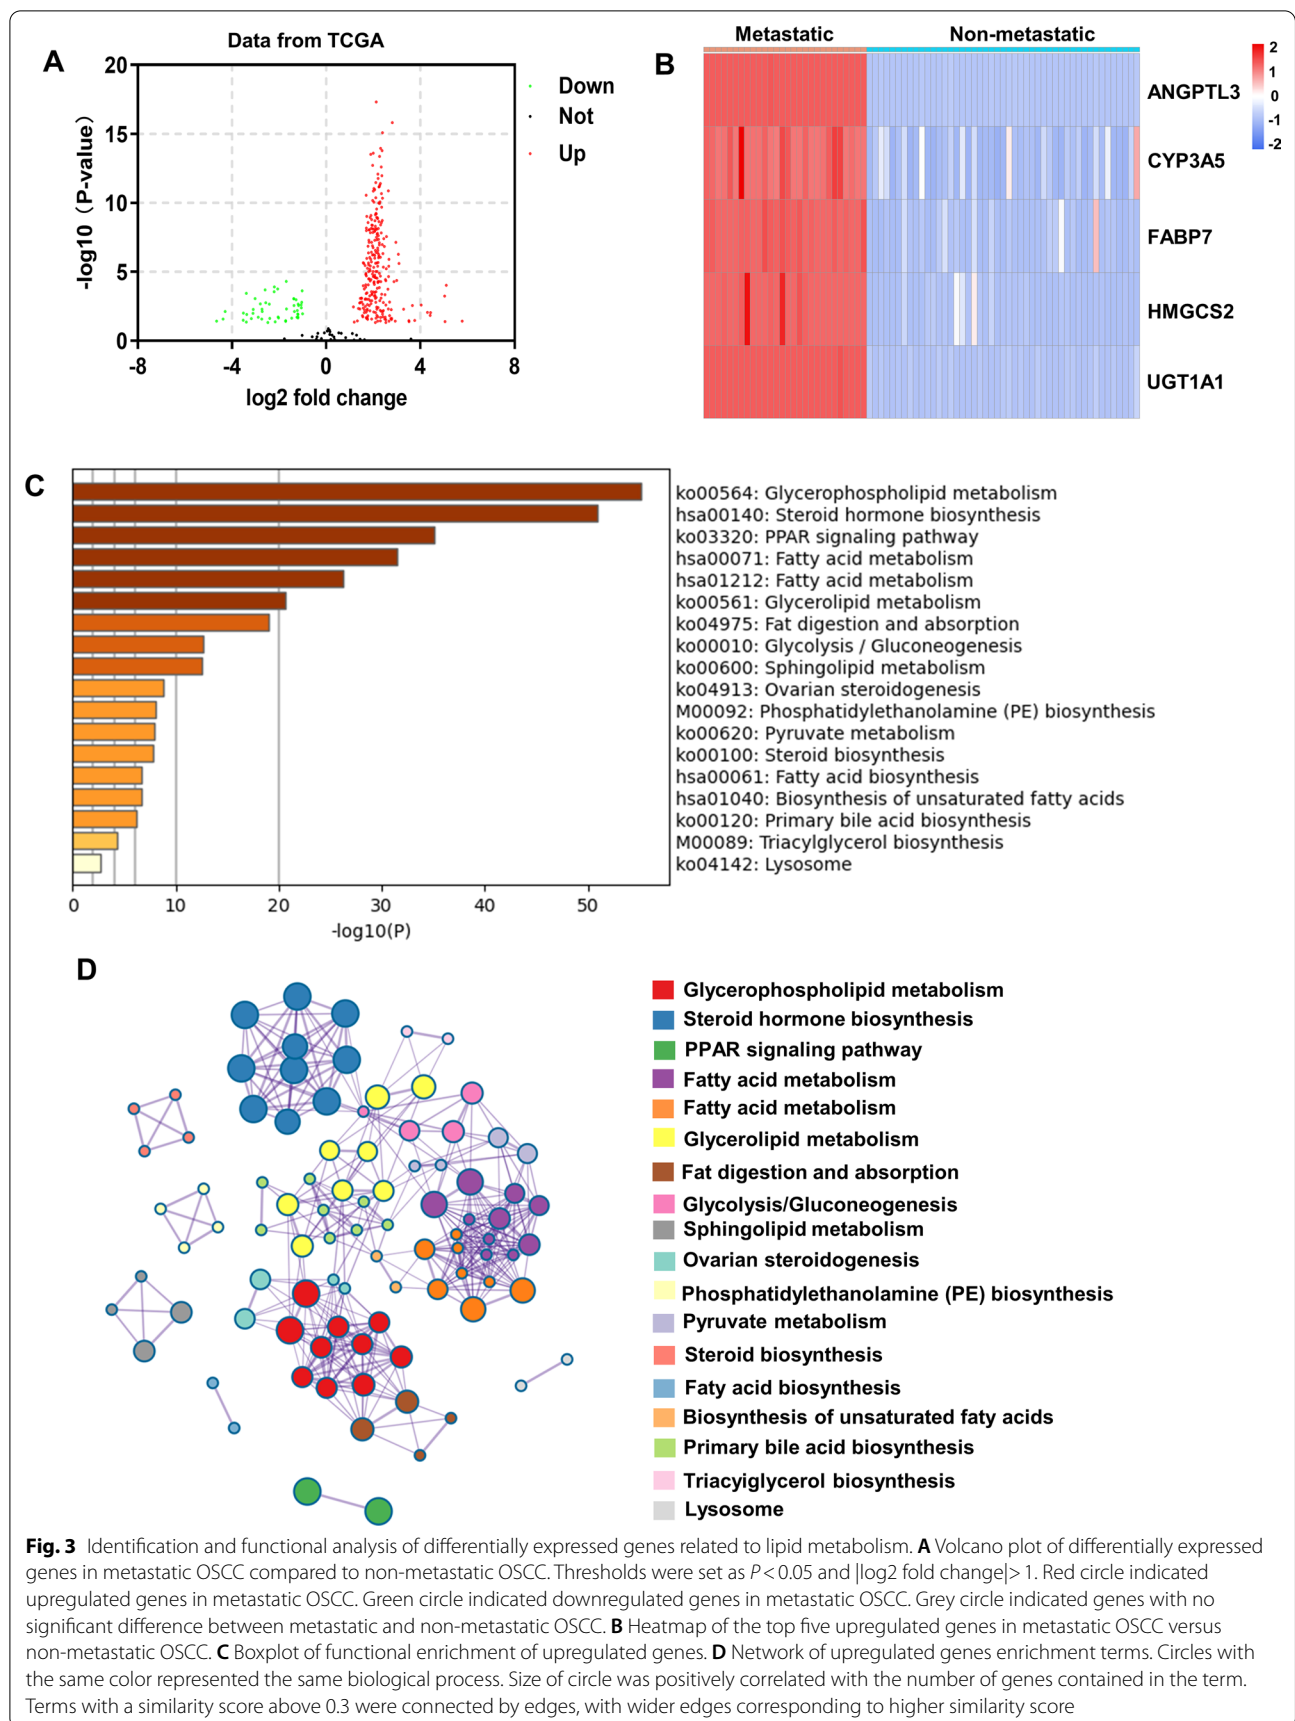 A
Data from TCGA
20
15
10
5
0
-log10（P-value）
-8
-4
0
4
8
log2 fold change
Down
Not
Up
B
Metastatic
Non-metastatic
2
1
0
-1
-2
ANGPTL3
CYP3A5
FABP7
HMGCS2
UGT1A1
C
ko00564: Glycerophospholipid metabolism
hsa00140: Steroid hormone biosynthesis
ko03320: PPAR signaling pathway
hsa00071: Fatty acid metabolism
hsa01212: Fatty acid metabolism
ko00561: Glycerolipid metabolism
ko04975: Fat digestion and absorption
ko00010: Glycolysis / Gluconeogenesis
ko00600: Sphingolipid metabolism
ko04913: Ovarian steroidogenesis
M00092: Phosphatidylethanolamine (PE) biosynthesis
ko00620: Pyruvate metabolism
ko00100: Steroid biosynthesis
hsa00061: Fatty acid biosynthesis
hsa01040: Biosynthesis of unsaturated fatty acids
ko00120: Primary bile acid biosynthesis
M00089: Triacylglycerol biosynthesis
ko04142: Lysosome
0
10
20
30
40
50
-log10(P)
D
Glycerophospholipid metabolism
Steroid hormone biosynthesis
PPAR signaling pathway
Fatty acid metabolism
Fatty acid metabolism
Glycerolipid metabolism
Fat digestion and absorption
Glycolysis/Gluconeogenesis
Sphingolipid metabolism
Ovarian steroidogenesis
Phosphatidylethanolamine (PE) biosynthesis
Pyruvate metabolism
Steroid biosynthesis
Faty acid biosynthesis
Biosynthesis of unsaturated faty acids
Primary bile acid biosynthesis
Triacyiglycerol biosynthesis
Lysosome
Fig. 3 Identification and functional analysis of differentially expressed genes related to lipid metabolism. A Volcano plot of differentially expressed
genes in metastatic OSCC compared to non-metastatic OSCC. Thresholds were set as P < 0.05 and |log2 fold change| > 1. Red circle indicated
upregulated genes in metastatic OSCC. Green circle indicated downregulated genes in metastatic OSCC. Grey circle indicated genes with no
significant difference between metastatic and non-metastatic OSCC. B Heatmap of the top five upregulated genes in metastatic OSCC versus
non-metastatic OSCC. C Boxplot of functional enrichment of upregulated genes. D Network of upregulated genes enrichment terms. Circles with
the same color represented the same biological process. Size of circle was positively correlated with the number of genes contained in the term.
Terms with a similarity score above 0.3 were connected by edges, with wider edges corresponding to higher similarity score